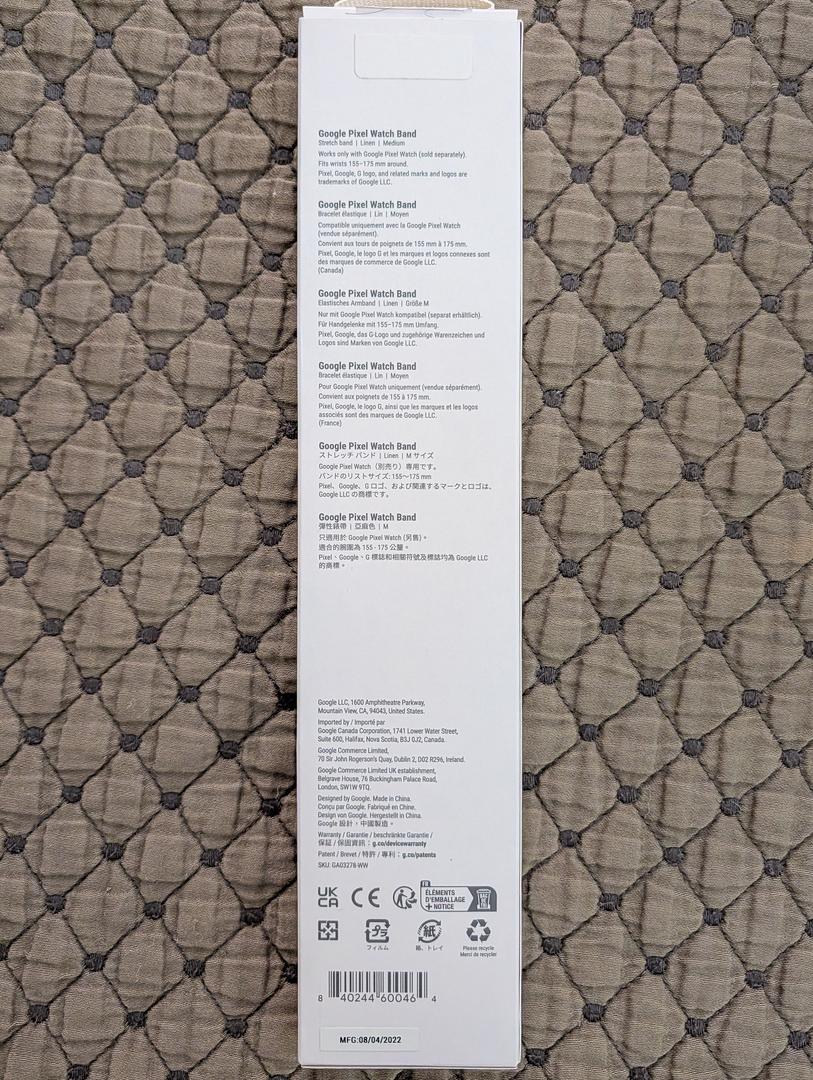 Google Pixel Watch Band
Stretch band | Linen | Medium
Works only with Google Pixel Watch (sold separately).
Fits wrists 155–175 mm around.
Pixel, Google, G logo, and related marks and logos are
trademarks of Google LLC.
Google Pixel Watch Band
Bracelet élastique | Lin | Moyen
Compatible uniquement avec la Google Pixel Watch
(vendue séparément).
Convient aux tours de poignets de 155 mm à 175 mm.
Pixel, Google, le logo G et les marques et logos connexes sont
des marques de commerce de Google LLC.
(Canada)
Google Pixel Watch Band
Elastisches Armband | Linen | Größe M
Nur mit Google Pixel Watch kompatibel (separat erhältlich).
Für Handgelenke mit 155–175 mm Umfang.
Pixel, Google, das G-Logo und zugehörige Warenzeichen und
Logos sind Marken von Google LLC.
Google Pixel Watch Band
Bracelet élastique | Lin | Moyen
Pour Google Pixel Watch uniquement (vendue séparément).
Convient aux poignets de 155 à 175 mm.
Pixel, Google, le logo G, ainsi que les marques et les logos
associés sont des marques de Google LLC.
(France)
Google Pixel Watch Band
ストレッチ バンド | Linen | M サイズ
Google Pixel Watch（別売り）専用です。
バンドのリストサイズ: 155〜175 mm
Pixel、Google、G ロゴ、および関連するマークとロゴは、
Google LLC の商標です。
Google Pixel Watch Band
彈性錶帶 | 亞麻色 | M
只適用於 Google Pixel Watch (另售)。
適合的腕圍為 155 - 175 公釐。
Pixel、Google、G 標誌和相關符號及標誌均為 Google LLC
的商標。
Google LLC, 1600 Amphitheatre Parkway,
Mountain View, CA, 94043, United States.
Imported by / Importé par
Google Canada Corporation, 1741 Lower Water Street,
Suite 600, Halifax, Nova Scotia, B3J 0J2, Canada.
Google Commerce Limited,
70 Sir John Rogerson's Quay, Dublin 2, D02 R296, Ireland.
Google Commerce Limited UK establishment,
Belgrave House, 76 Buckingham Palace Road,
London, SW1W 9TQ.
Designed by Google. Made in China.
Conçu par Google. Fabriqué en Chine.
Design von Google. Hergestellt in China.
Google 設計，中國製造。
Warranty / Garantie / beschränkte Garantie /
保証 / 保固資訊：g.co/devicewarranty
Patent / Brevet / 特許 / 專利：g.co/patents
SKU: GA03278-WW
UK
CA
CE
FR
ÉLÉMENTS
D'EMBALLAGE
+ NOTICE
プラ
フィルム
紙
箱、トレイ
Please recycle
Merci de recycler
8 40244 60046 4
MFG:08/04/2022